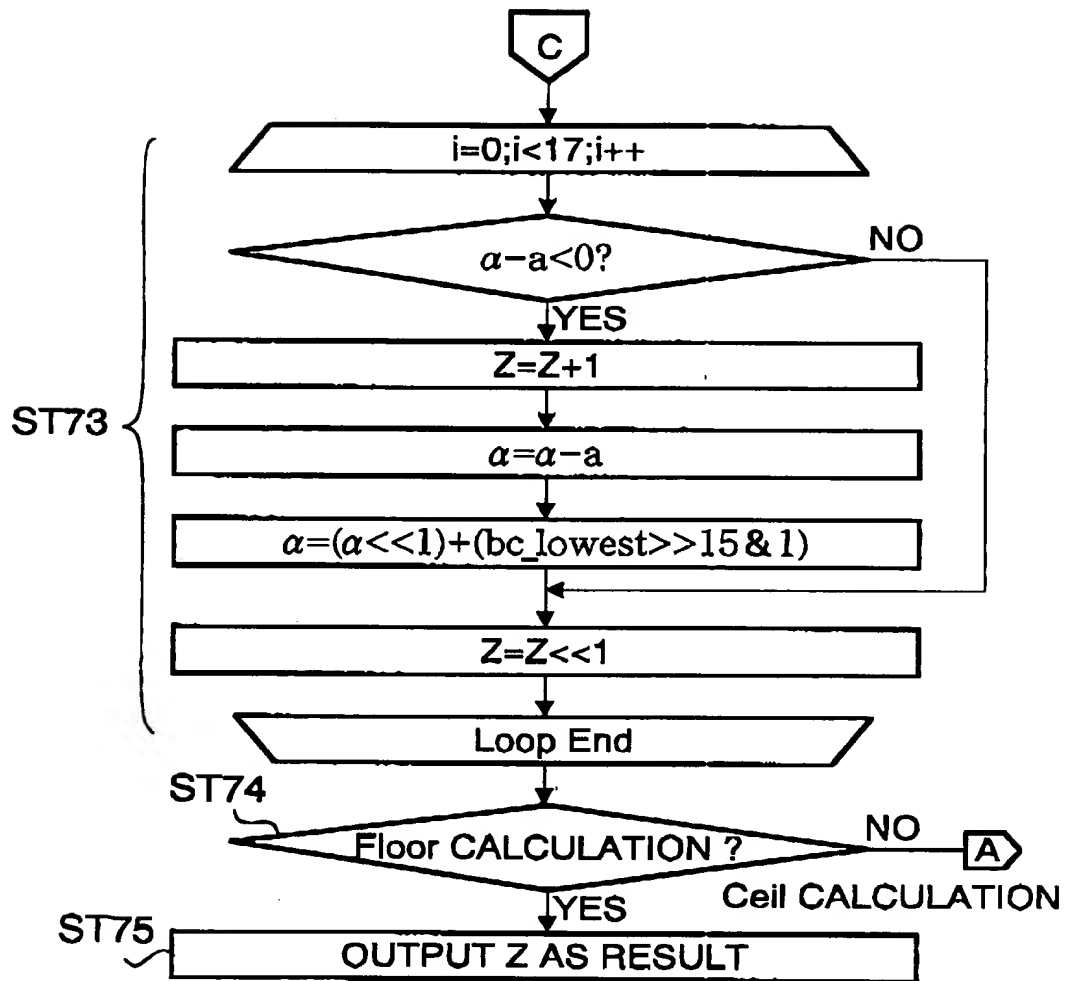 C
i=0;i<17;i++
α-a<0?
NO
YES
Z=Z+1
ST73
α=α-a
α=(α<<1)+(bc_lowest>>15&1)
Z=Z<<1
Loop End
ST74
Floor CALCULATION ?
NO
A
Ceil CALCULATION
YES
ST75
OUTPUT Z AS RESULT